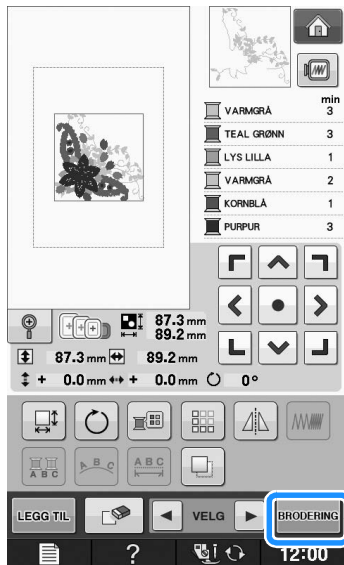 min
VARMGRÅ 3
TEAL GRØNN 3
LYS LILLA 1
VARMGRÅ 2
KORNBLÅ 1
PURPUR 3
87.3 mm
89.2 mm
87.3 mm 89.2 mm
+ 0.0 mm + 0.0 mm 0°
A B C A B C A B C
LEGG TIL VELG BRODERING
? 12:00